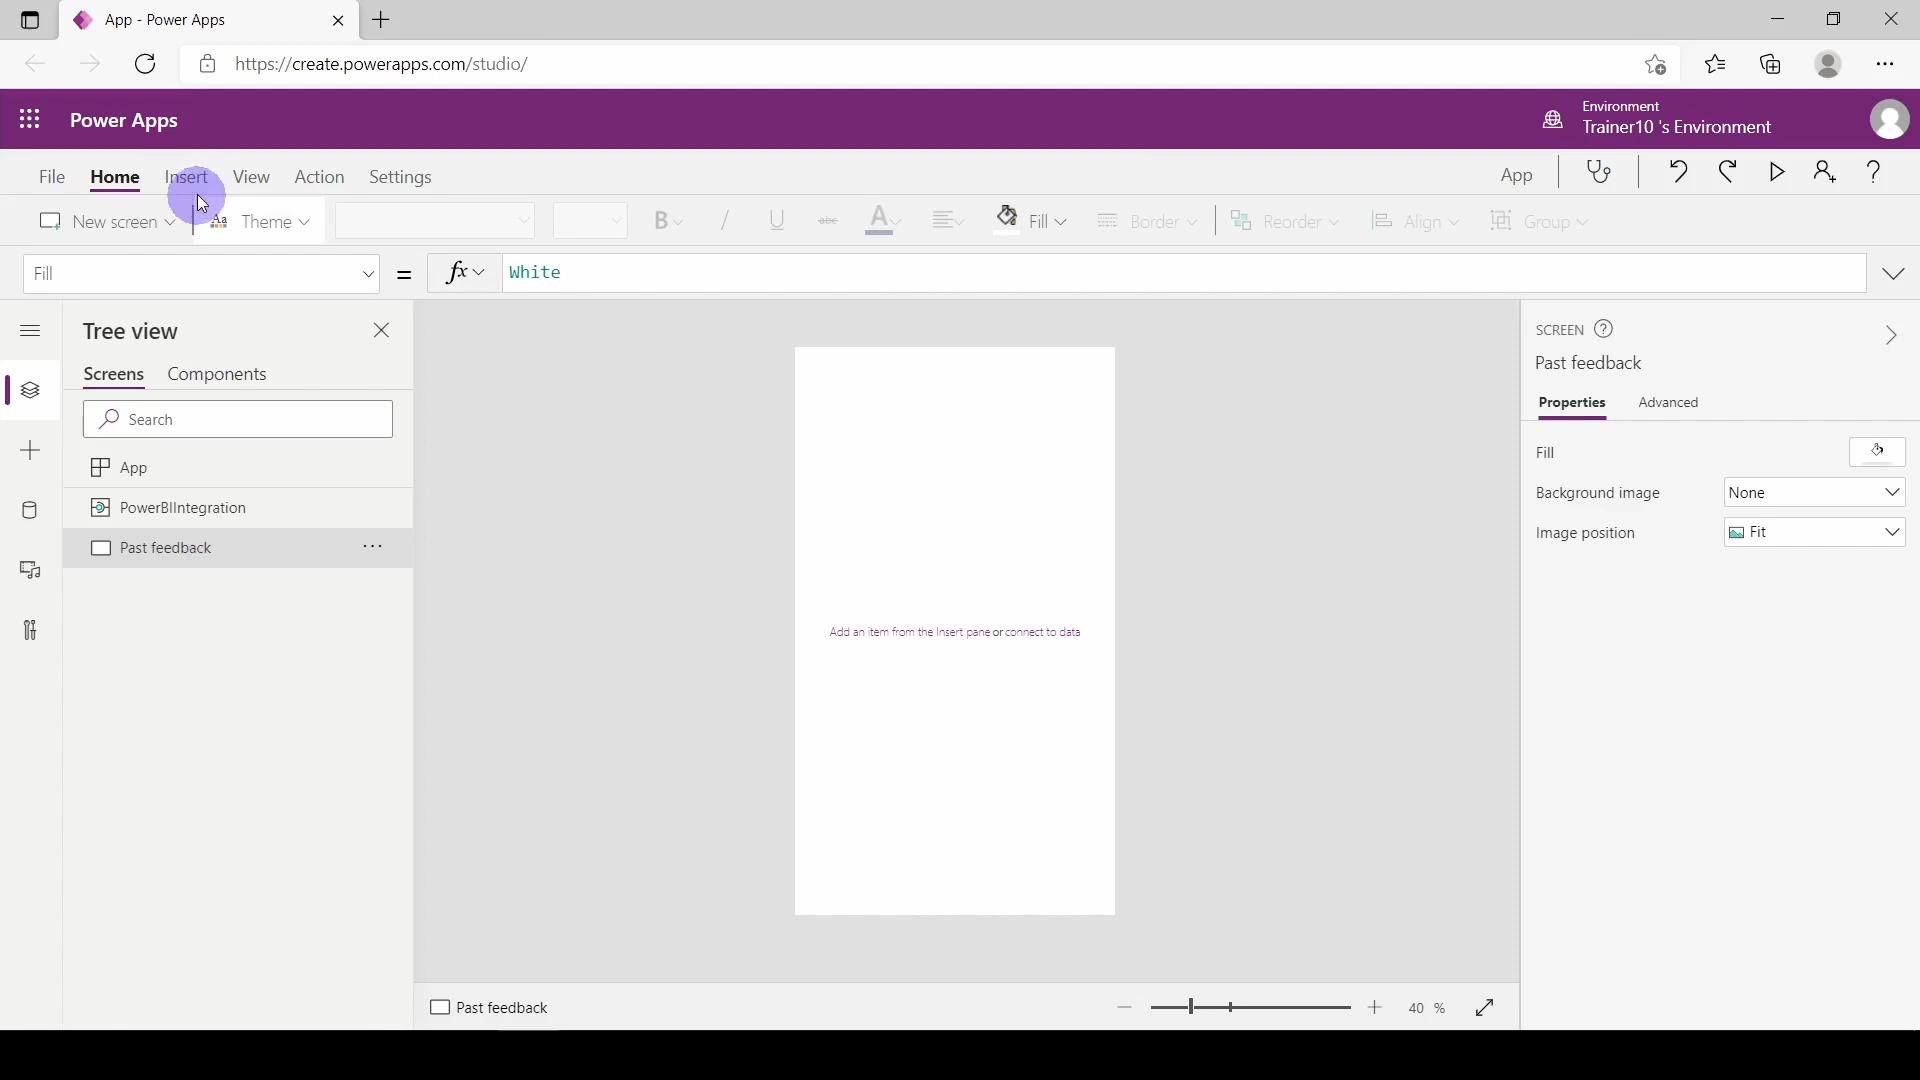 App - Power Apps
https://create.powerapps.com/studio/
Power Apps
Environment
Trainer10 's Environment
File Home Insert View Action Settings
App
New screen
Aa Theme
B / U abc A
Fill
Border
Reorder
Align
Group
Fill
= fx White
Tree view
Screens Components
Search
App
PowerBIIntegration
Past feedback
Add an item from the Insert pane or connect to data
SCREEN
Past feedback
Properties Advanced
Fill
Background image None
Image position Fit
Past feedback
40 %